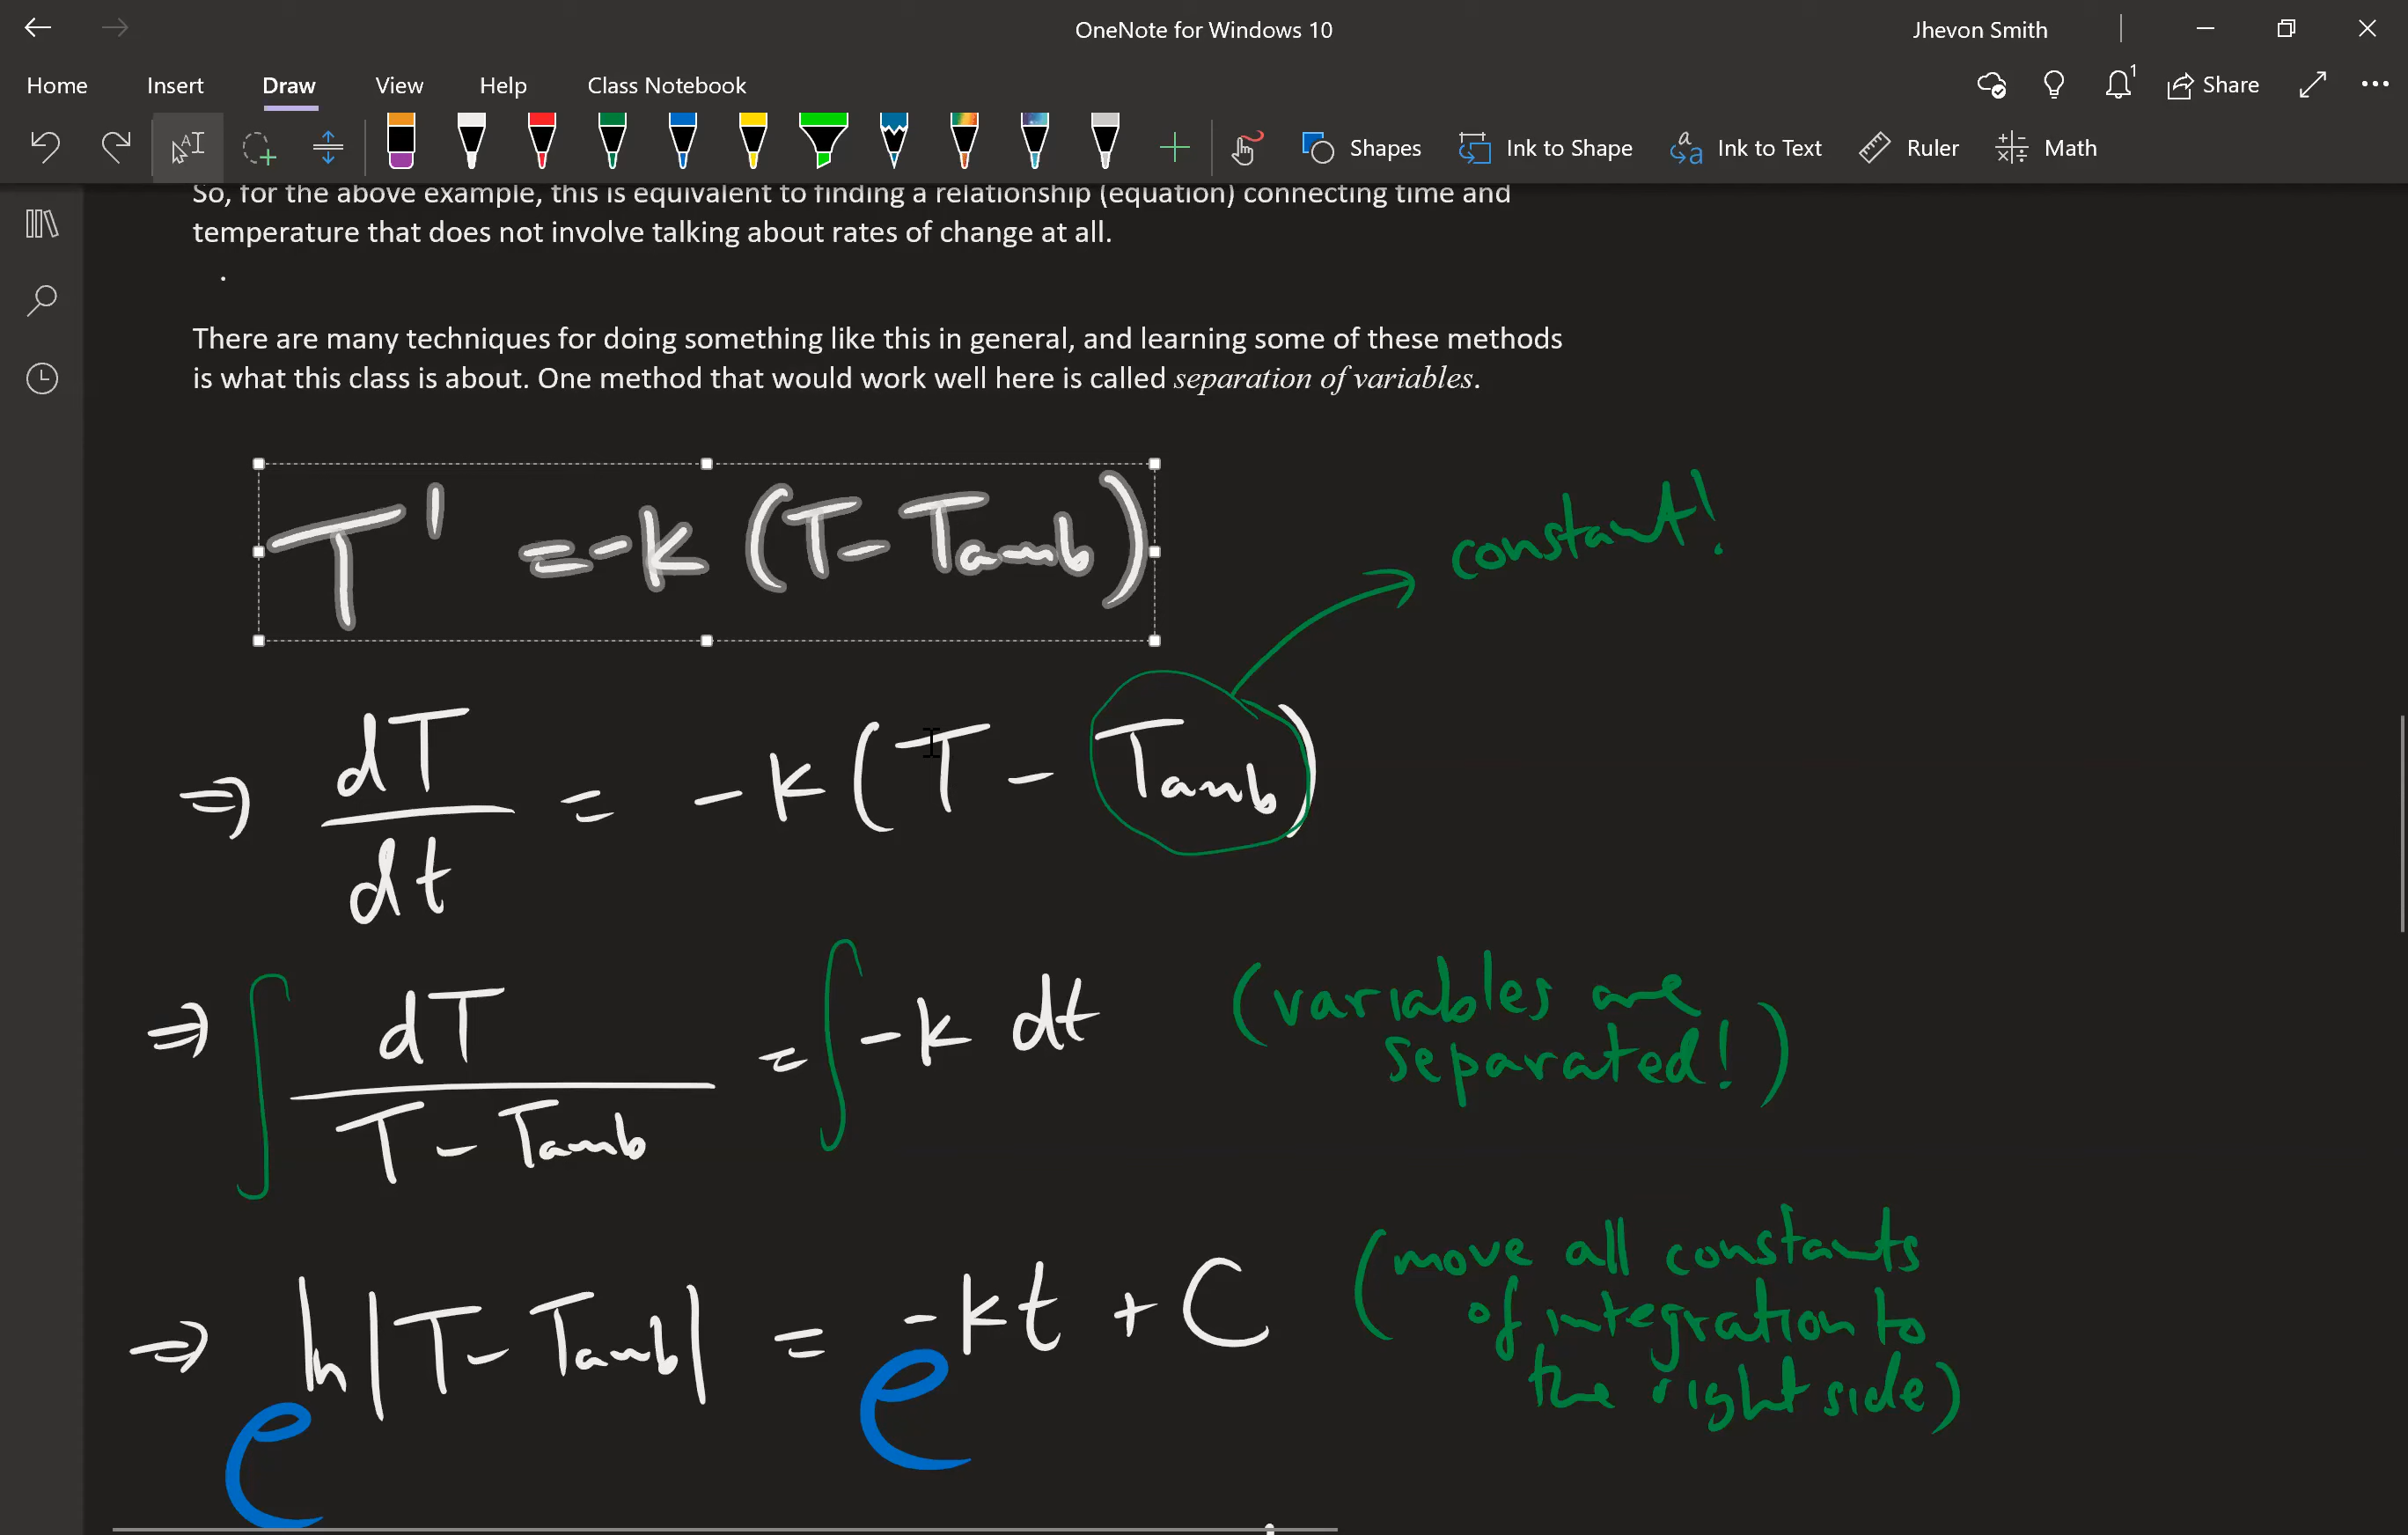 OneNote for Windows 10
Jhevon Smith
Home Insert Draw View Help Class Notebook
1
Share
Shapes Ink to Shape Ink to Text Ruler Math
So, for the above example, this is equivalent to finding a relationship (equation) connecting time and
temperature that does not involve talking about rates of change at all.
There are many techniques for doing something like this in general, and learning some of these methods
is what this class is about. One method that would work well here is called separation of variables.
T' = -k (T - Tamb)
constant!
⇒ dT/dt = -k (T - Tamb)
⇒ ∫ dT/(T - Tamb) = ∫ -k dt
(variables are
separated!)
⇒ e ln|T - Tamb| = e -kt + C
(move all constants
of integration to
the right side)